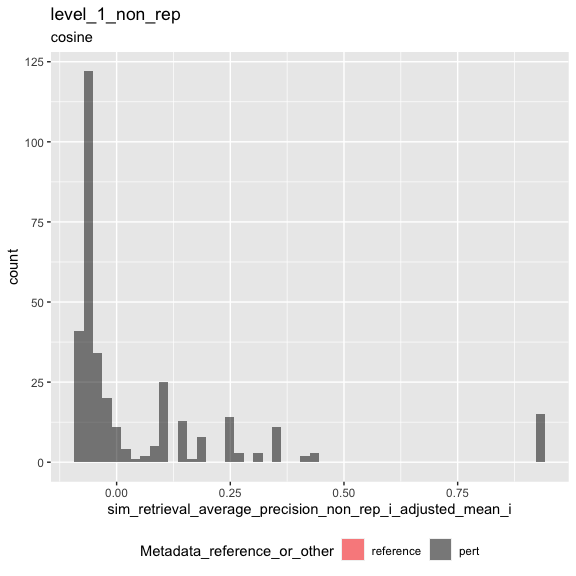 level_1_non_rep
cosine
125
100
75
50
25
0
count
0.00 0.25 0.50 0.75
sim_retrieval_average_precision_non_rep_i_adjusted_mean_i
Metadata_reference_or_other reference pert